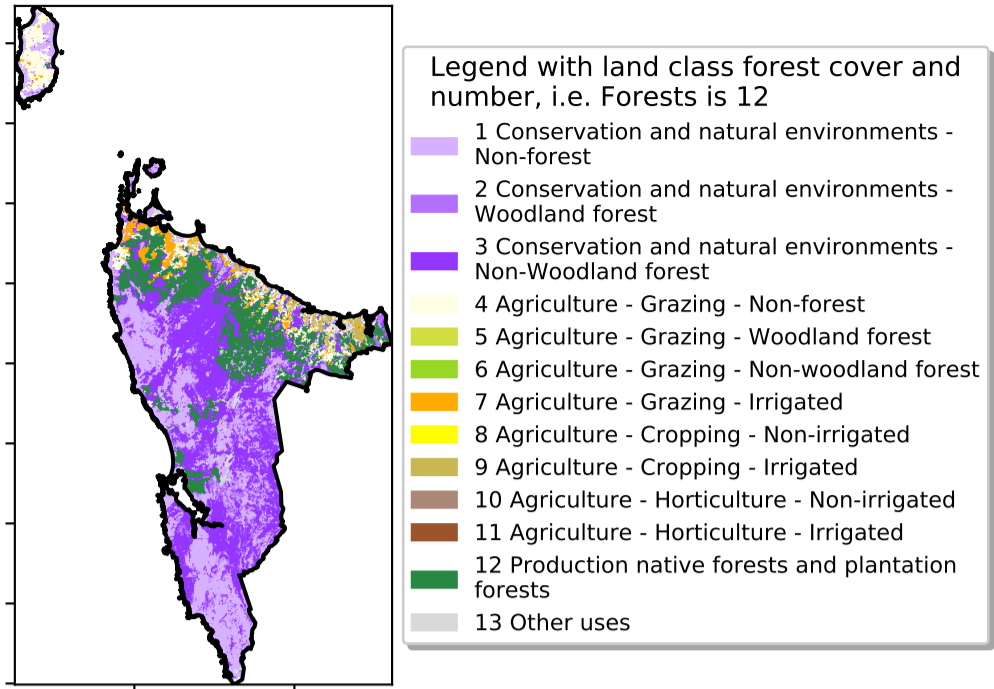 Legend with land class forest cover and
number, i.e. Forests is 12
1 Conservation and natural environments -
Non-forest
2 Conservation and natural environments -
Woodland forest
3 Conservation and natural environments -
Non-Woodland forest
4 Agriculture - Grazing - Non-forest
5 Agriculture - Grazing - Woodland forest
6 Agriculture - Grazing - Non-woodland forest
7 Agriculture - Grazing - Irrigated
8 Agriculture - Cropping - Non-irrigated
9 Agriculture - Cropping - Irrigated
10 Agriculture - Horticulture - Non-irrigated
11 Agriculture - Horticulture - Irrigated
12 Production native forests and plantation
forests
13 Other uses